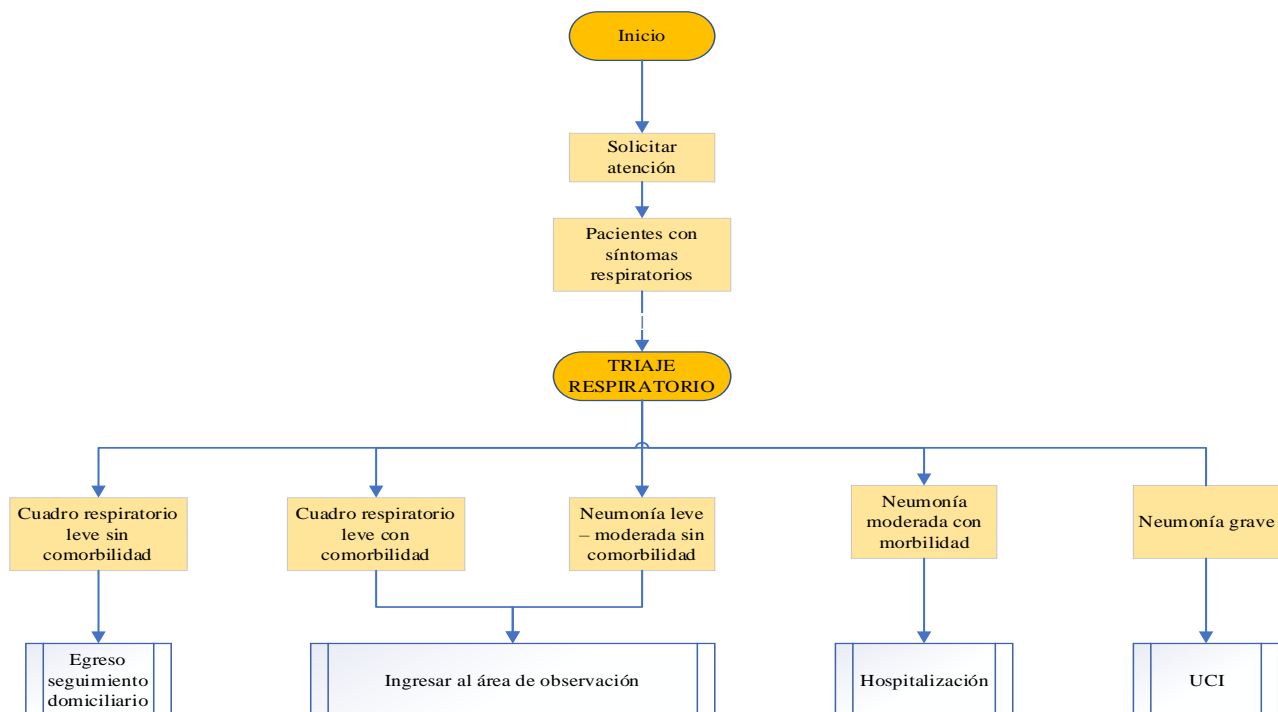 Inicio
Solicitar
atención
Pacientes con
síntomas
respiratorios
TRIAJE
RESPIRATORIO
Cuadro respiratorio
leve sin
comorbilidad
Cuadro respiratorio
leve con
comorbilidad
Neumonía leve
– moderada sin
comorbilidad
Neumonía
moderada con
morbilidad
Neumonía grave
Egreso
seguimiento
domiciliario
Ingresar al área de observación
Hospitalización
UCI